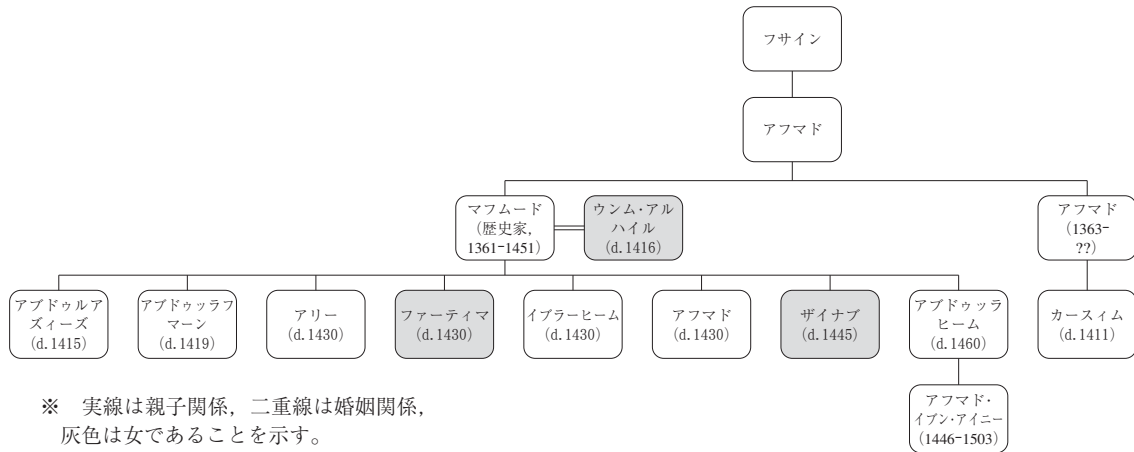 フサイン
アフマド
マフムード
(歴史家,
1361-1451)
ウンム・アル
ハイル
(d.1416)
アフマド
(1363-
??)
アブドゥルア
ズィーズ
(d.1415)
アブドゥッラフ
マーン
(d.1419)
アリー
(d.1430)
ファーティマ
(d.1430)
イブラーヒーム
(d.1430)
アフマド
(d.1430)
ザイナブ
(d.1445)
アブドゥッラ
ヒーム
(d.1460)
カースィム
(d.1411)
アフマド・
イブン・アイニー
(1446-1503)
※ 実線は親子関係，二重線は婚姻関係，
灰色は女であることを示す。